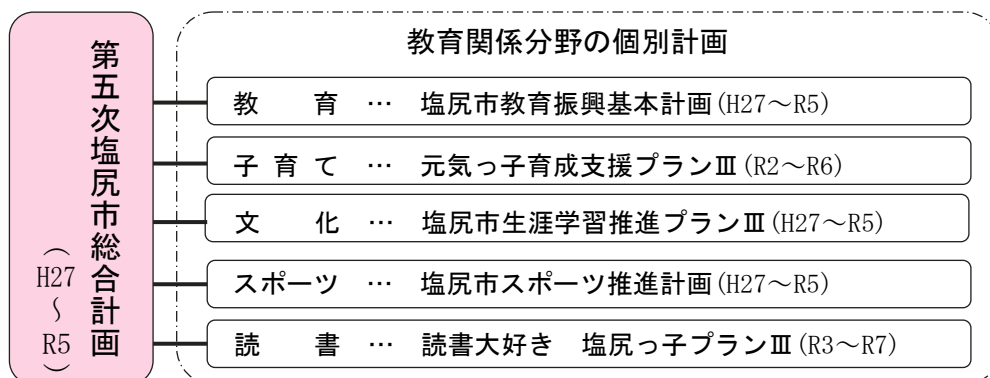 第五次塩尻市総合計画
（H27～R5）
教育関係分野の個別計画
教　　育　…　塩尻市教育振興基本計画(H27～R5)
子 育 て　…　元気っ子育成支援プランⅢ(R2～R6)
文　　化　…　塩尻市生涯学習推進プランⅢ(H27～R5)
スポーツ　…　塩尻市スポーツ推進計画(H27～R5)
読　　書　…　読書大好き　塩尻っ子プランⅢ(R3～R7)